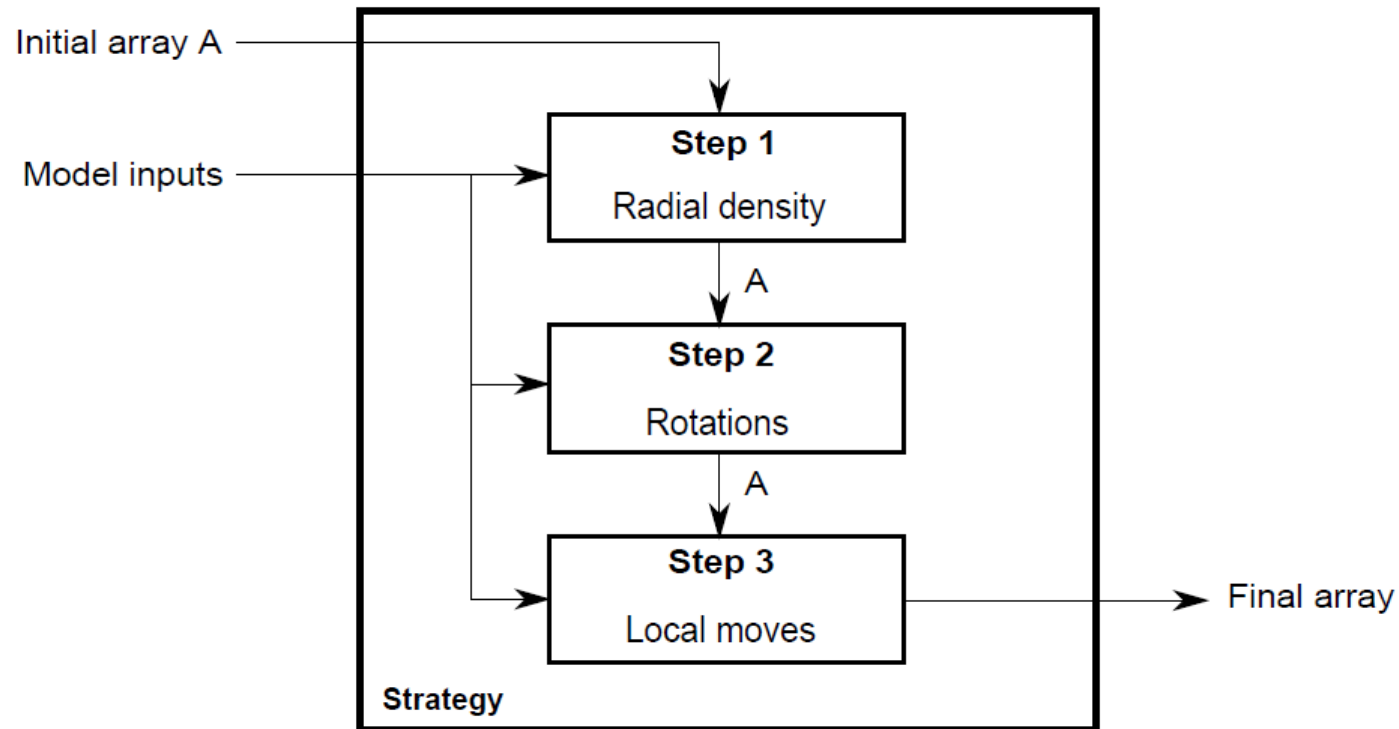 Initial array A
Step 1
Model inputs
Radial density
A
Step 2
Rotations
A
Step 3
Final array
Local moves
Strategy